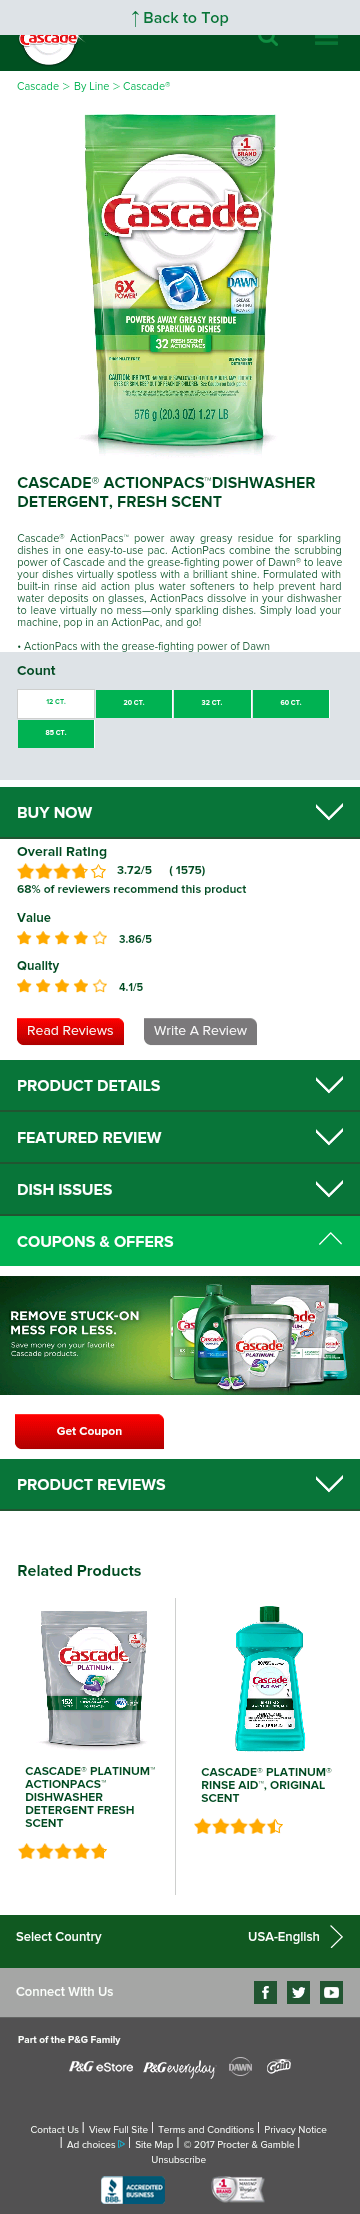 ↑ Back to Top
Cascade
Cascade > By Line > Cascade®
#1
BRAND
Cascade
6X
POWER
DAWN
GREASE
FIGHTING
POWER
POWERS AWAY GREASY RESIDUE
FOR SPARKLING DISHES
32 FRESH SCENT
ACTION PACS
PHOSPHATE FREE
DISHWASHER
DETERGENT
576 g (20.3 OZ) 1.27 LB
CASCADE® ACTIONPACS™DISHWASHER
DETERGENT, FRESH SCENT
Cascade® ActionPacs™ power away greasy residue for sparkling
dishes in one easy-to-use pac. ActionPacs combine the scrubbing
power of Cascade and the grease-fighting power of Dawn® to leave
your dishes virtually spotless with a brilliant shine. Formulated with
built-in rinse aid action plus water softeners to help prevent hard
water deposits on glasses, ActionPacs dissolve in your dishwasher
to leave virtually no mess—only sparkling dishes. Simply load your
machine, pop in an ActionPac, and go!
• ActionPacs with the grease-fighting power of Dawn
Count
12 CT. 20 CT. 32 CT. 60 CT.
85 CT.
BUY NOW
Overall Rating
3.72/5 ( 1575)
68% of reviewers recommend this product
Value
3.86/5
Quality
4.1/5
Read Reviews Write A Review
PRODUCT DETAILS
FEATURED REVIEW
DISH ISSUES
COUPONS & OFFERS
REMOVE STUCK-ON
MESS FOR LESS.
Save money on your favorite
Cascade products.
Cascade
PLATINUM
Get Coupon
PRODUCT REVIEWS
Related Products
Cascade
PLATINUM
CASCADE® PLATINUM™
ACTIONPACS™
DISHWASHER
DETERGENT FRESH
SCENT
Cascade
CASCADE® PLATINUM®
RINSE AID™, ORIGINAL
SCENT
Select Country USA-English
Connect With Us
Part of the P&G Family
P&G eStore P&G everyday DAWN Gain
Contact Us | View Full Site | Terms and Conditions | Privacy Notice
| Ad choices | Site Map | © 2017 Procter & Gamble |
Unsubscribe
BBB. ACCREDITED
BUSINESS